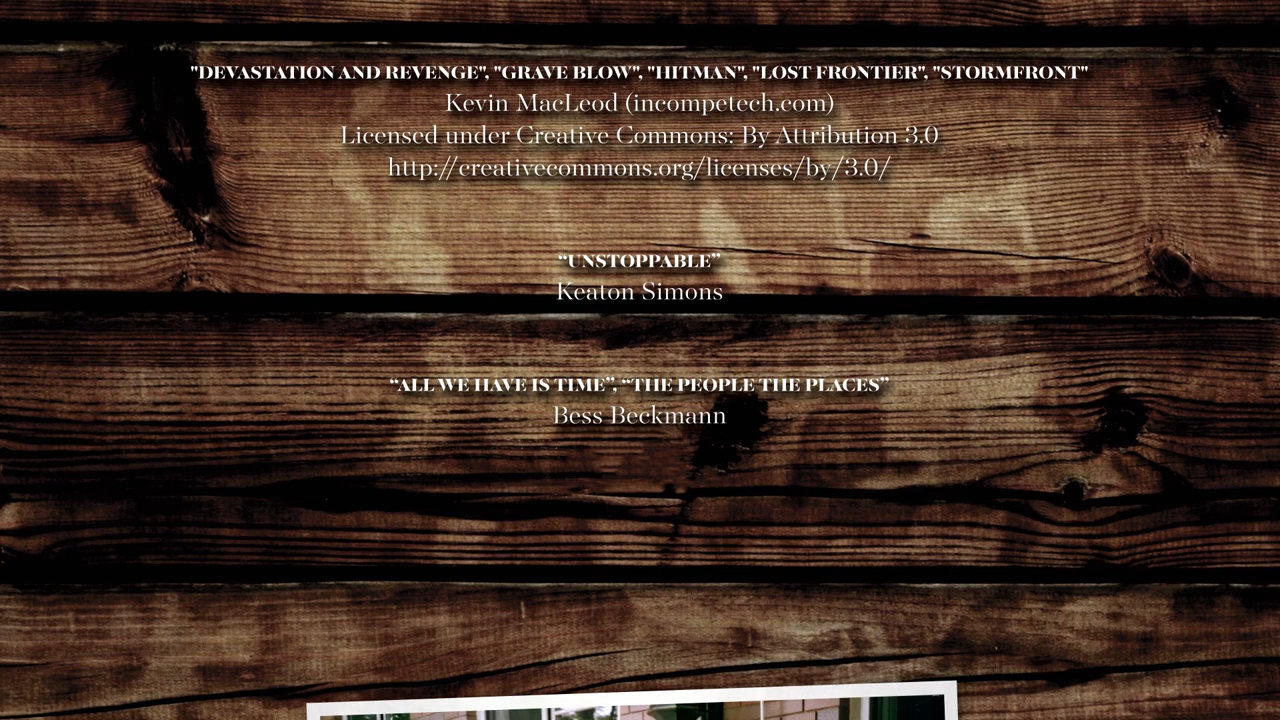 "DEVASTATION AND REVENGE", "GRAVE BLOW", "HITMAN", "LOST FRONTIER", "STORMFRONT"
Kevin MacLeod (incompetech.com)
Licensed under Creative Commons: By Attribution 3.0
http://creativecommons.org/licenses/by/3.0/
“UNSTOPPABLE”
Keaton Simons
“ALL WE HAVE IS TIME”, “THE PEOPLE THE PLACES”
Bess Beckmann